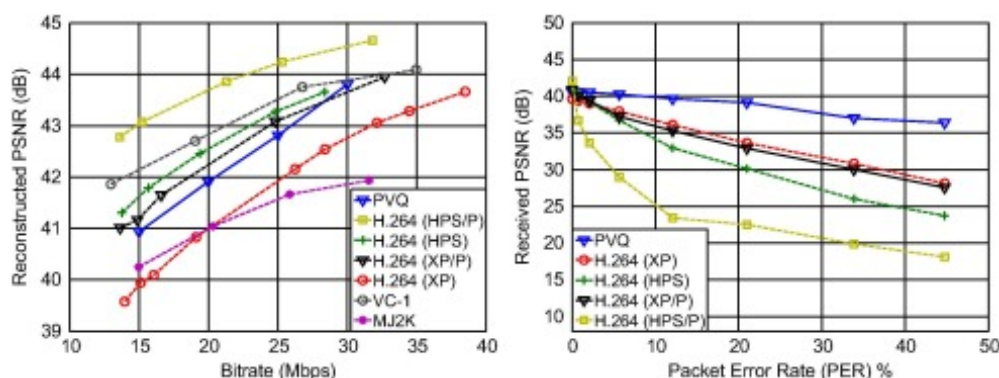 Reconstructed PSNR (dB)
45
44
43
42
41
40
39
10
15
20
25
30
35
40
Bitrate (Mbps)
PVQ
H.264 (HPS/P)
H.264 (HPS)
H.264 (XP/P)
H.264 (XP)
VC-1
MJ2K
Received PSNR (dB)
50
45
40
35
30
25
20
15
10
0
10
20
30
40
50
Packet Error Rate (PER) %
PVQ
H.264 (XP)
H.264 (HPS)
H.264 (XP/P)
H.264 (HPS/P)